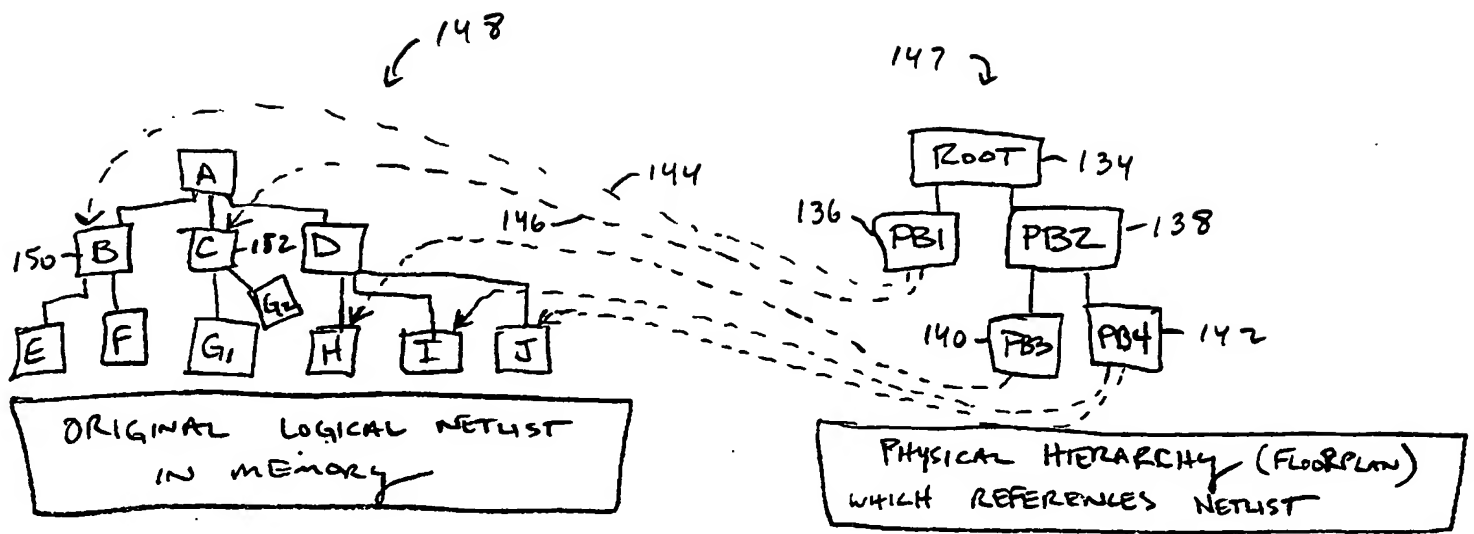 148
147
A
144
ROOT
134
146
136
PB1
PB2
138
150
B
C
152
D
G2
E
F
G1
H
I
J
140
PB3
PB4
142
ORIGINAL LOGICAL NETLIST
IN MEMORY
PHYSICAL HIERARCHY (FLOORPLAN)
WHICH REFERENCES NETLIST